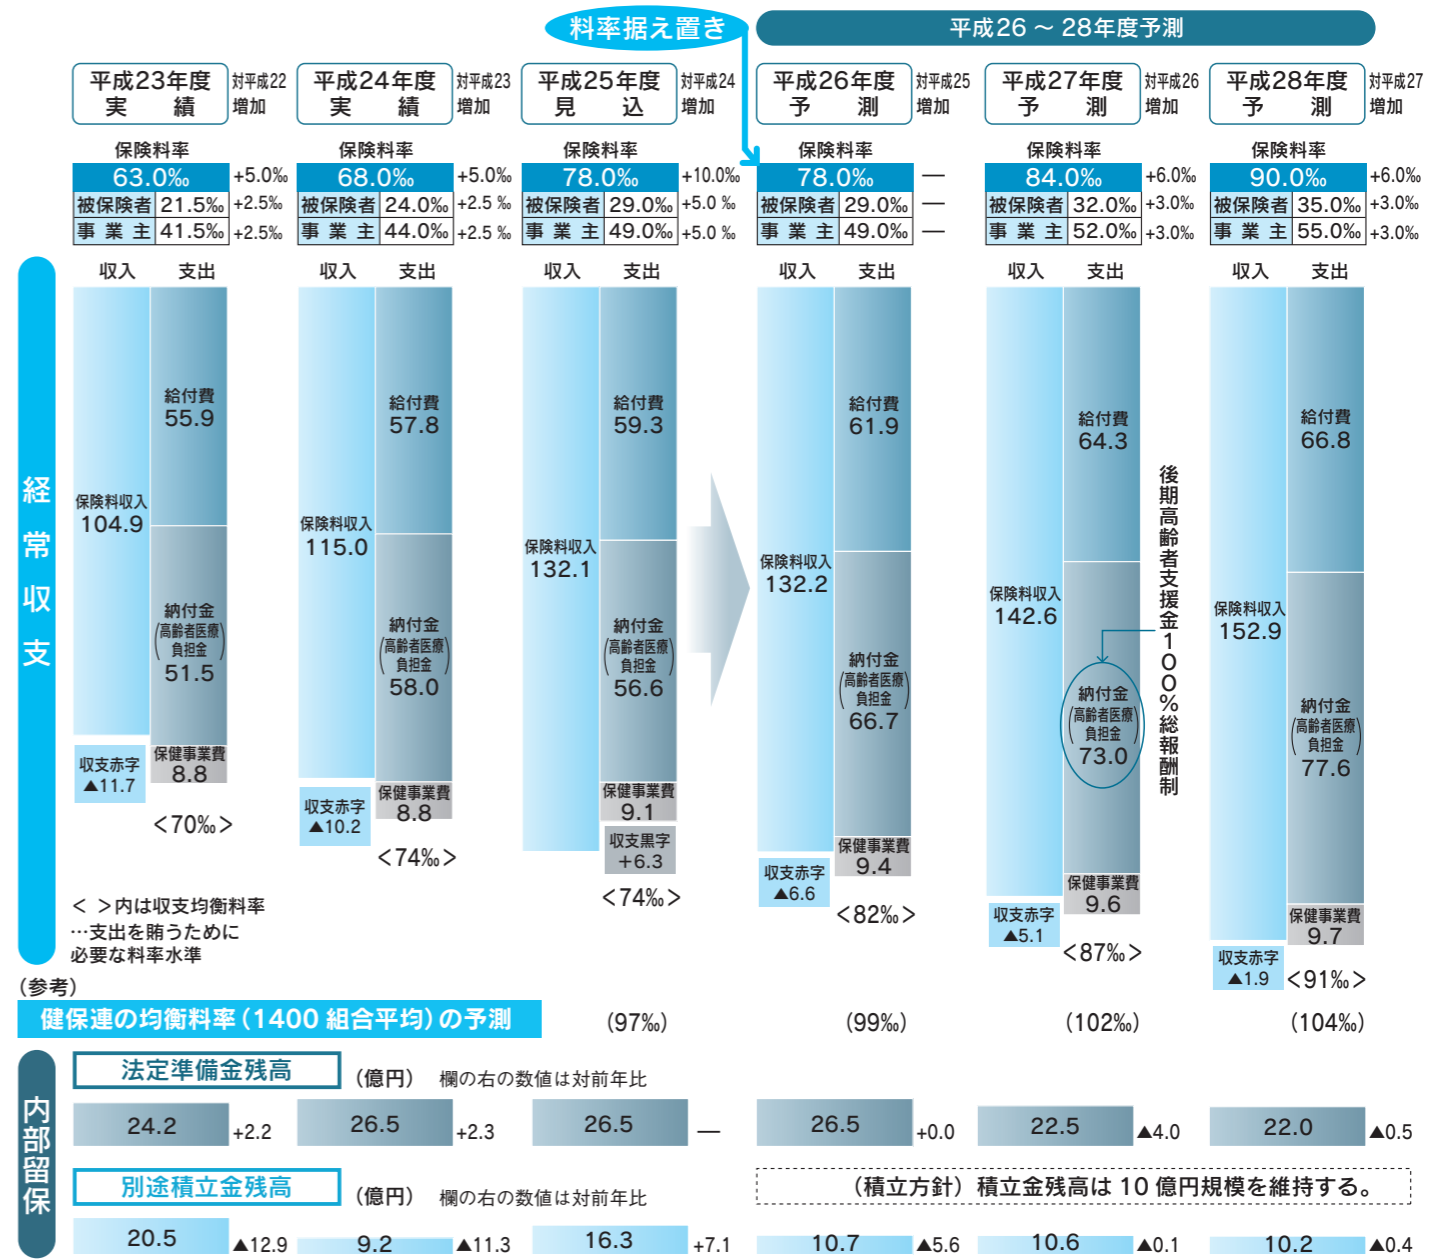 料率据え置き
平成26 ～ 28年度予測
平成23年度
実　績
対平成22
増加
平成24年度
実　績
対平成23
増加
平成25年度
見　込
対平成24
増加
平成26年度
予　測
対平成25
増加
平成27年度
予　測
対平成26
増加
平成28年度
予　測
対平成27
増加
保険料率 保険料率 保険料率 保険料率 保険料率 保険料率
63.0‰ +5.0‰ 68.0‰ +5.0‰ 78.0‰ +10.0‰ 78.0‰ — 84.0‰ +6.0‰ 90.0‰ +6.0‰
被保険者 21.5‰ +2.5‰ 被保険者 24.0‰ +2.5 ‰ 被保険者 29.0‰ +5.0 ‰ 被保険者 29.0‰ — 被保険者 32.0‰ +3.0‰ 被保険者 35.0‰ +3.0‰
事業主 41.5‰ +2.5‰ 事業主 44.0‰ +2.5 ‰ 事業主 49.0‰ +5.0 ‰ 事業主 49.0‰ — 事業主 52.0‰ +3.0‰ 事業主 55.0‰ +3.0‰
収入 支出 収入 支出 収入 支出 収入 支出 収入 支出 収入 支出
経常収支
保険料収入
104.9
収支赤字
▲11.7
給付費
55.9
納付金
(高齢者医療
負担金)
51.5
保健事業費
8.8
<70‰>
保険料収入
115.0
収支赤字
▲10.2
給付費
57.8
納付金
(高齢者医療
負担金)
58.0
保健事業費
8.8
<74‰>
保険料収入
132.1
給付費
59.3
納付金
(高齢者医療
負担金)
56.6
保健事業費
9.1
収支黒字
+6.3
<74‰>
保険料収入
132.2
収支赤字
▲6.6
給付費
61.9
納付金
(高齢者医療
負担金)
66.7
保健事業費
9.4
<82‰>
保険料収入
142.6
収支赤字
▲5.1
給付費
64.3
納付金
(高齢者医療
負担金)
73.0
保健事業費
9.6
<87‰>
後期高齢者支援金100%総報酬制
保険料収入
152.9
収支赤字
▲1.9
給付費
66.8
納付金
(高齢者医療
負担金)
77.6
保健事業費
9.7
<91‰>
< >内は収支均衡料率
…支出を賄うために
必要な料率水準
(参考)
健保連の均衡料率(1400 組合平均)の予測 (97‰) (99‰) (102‰) (104‰)
内部留保
法定準備金残高 (億円) 欄の右の数値は対前年比
24.2 +2.2 26.5 +2.3 26.5 — 26.5 +0.0 22.5 ▲4.0 22.0 ▲0.5
別途積立金残高 (億円) 欄の右の数値は対前年比
(積立方針) 積立金残高は 10 億円規模を維持する。
20.5 ▲12.9 9.2 ▲11.3 16.3 +7.1 10.7 ▲5.6 10.6 ▲0.1 10.2 ▲0.4